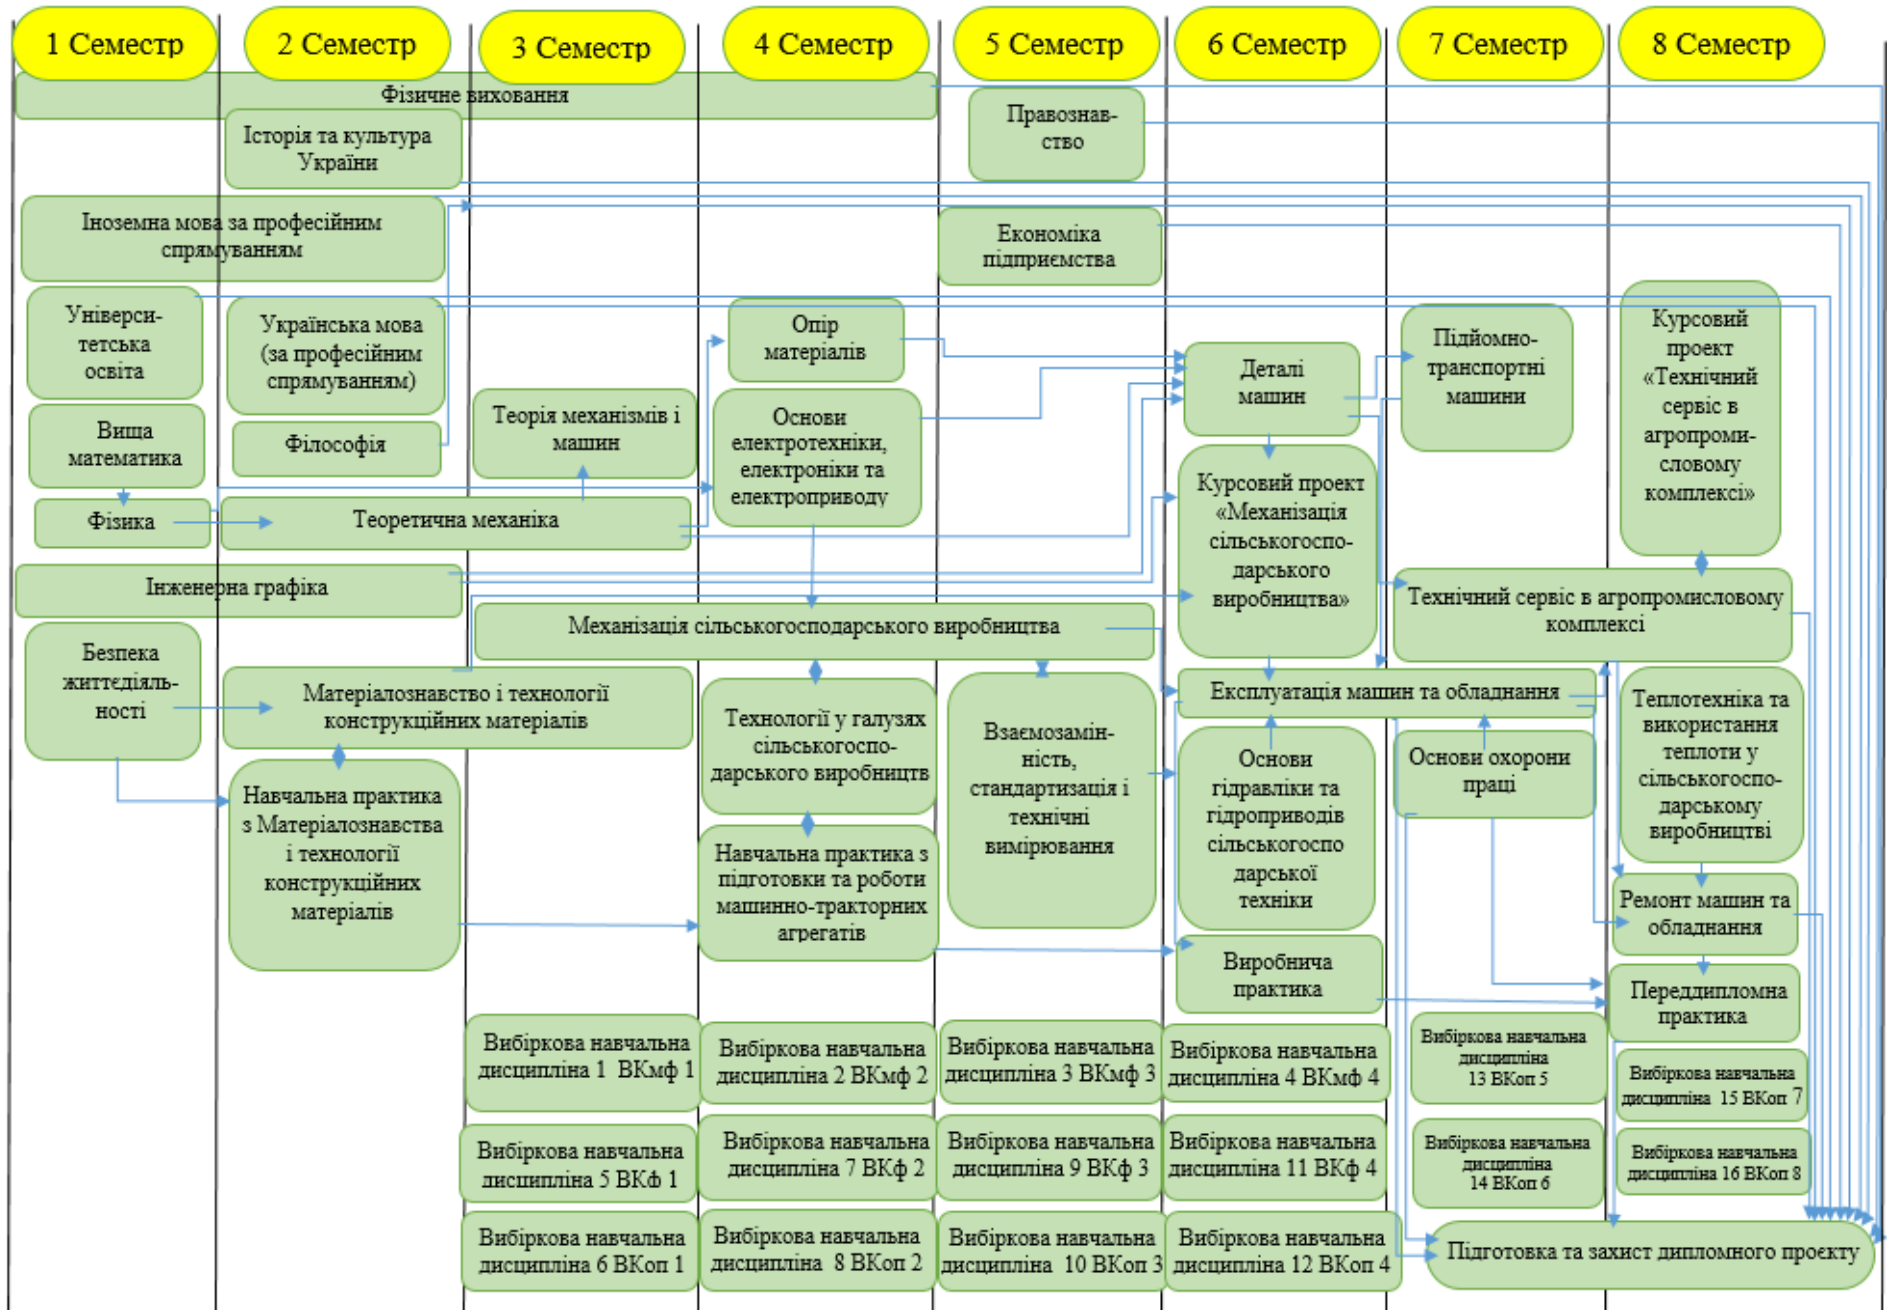 1 Семестр
2 Семестр
3 Семестр
4 Семестр
5 Семестр
6 Семестр
7 Семестр
8 Семестр
Фізичне виховання
Історія та культура
України
Правознав-
ство
Іноземна мова за професійним
спрямуванням
Економіка
підприємства
Універси-
тетська
освіта
Українська мова
(за професійним
спрямуванням)
Опір
матеріалів
Деталі
машин
Підйомно-
транспортні
машини
Курсовий
проект
«Технічний
сервіс в
агропроми-
словому
комплексі»
Вища
математика
Філософія
Теорія механізмів і
машин
Основи
електротехніки,
електроніки та
електроприводу
Курсовий проект
«Механізація
сільськогоспо-
дарського
виробництва»
Фізика
Теоретична механіка
Інженерна графіка
Механізація сільськогосподарського виробництва
Технічний сервіс в агропромисловому
комплексі
Безпека
життєдіяль-
ності
Матеріалознавство і технології
конструкційних матеріалів
Технології у галузях
сільськогоспо-
дарського виробництв
Взаємозамін-
ність,
стандартизація і
технічні
вимірювання
Експлуатація машин та обладнання
Основи
гідравліки та
гідроприводів
сільськогоспо
дарської
техніки
Основи охорони
праці
Теплотехніка та
використання
теплоти у
сільськогоспо-
дарському
виробництві
Навчальна практика
з Матеріалознавства
і технології
конструкційних
матеріалів
Навчальна практика з
підготовки та роботи
машинно-тракторних
агрегатів
Ремонт машин та
обладнання
Виробнича
практика
Переддипломна
практика
Вибіркова навчальна
дисципліна 1 ВКмф 1
Вибіркова навчальна
дисципліна 2 ВКмф 2
Вибіркова навчальна
дисципліна 3 ВКмф 3
Вибіркова навчальна
дисципліна 4 ВКмф 4
Вибіркова навчальна
дисципліна
13 ВКоп 5
Вибіркова навчальна
дисципліна 15 ВКоп 7
Вибіркова навчальна
дисципліна 5 ВКф 1
Вибіркова навчальна
дисципліна 7 ВКф 2
Вибіркова навчальна
дисципліна 9 ВКф 3
Вибіркова навчальна
дисципліна 11 ВКф 4
Вибіркова навчальна
дисципліна
14 ВКоп 6
Вибіркова навчальна
дисципліна 16 ВКоп 8
Вибіркова навчальна
дисципліна 6 ВКоп 1
Вибіркова навчальна
дисципліна 8 ВКоп 2
Вибіркова навчальна
дисципліна 10 ВКоп 3
Вибіркова навчальна
дисципліна 12 ВКоп 4
Підготовка та захист дипломного проєкту